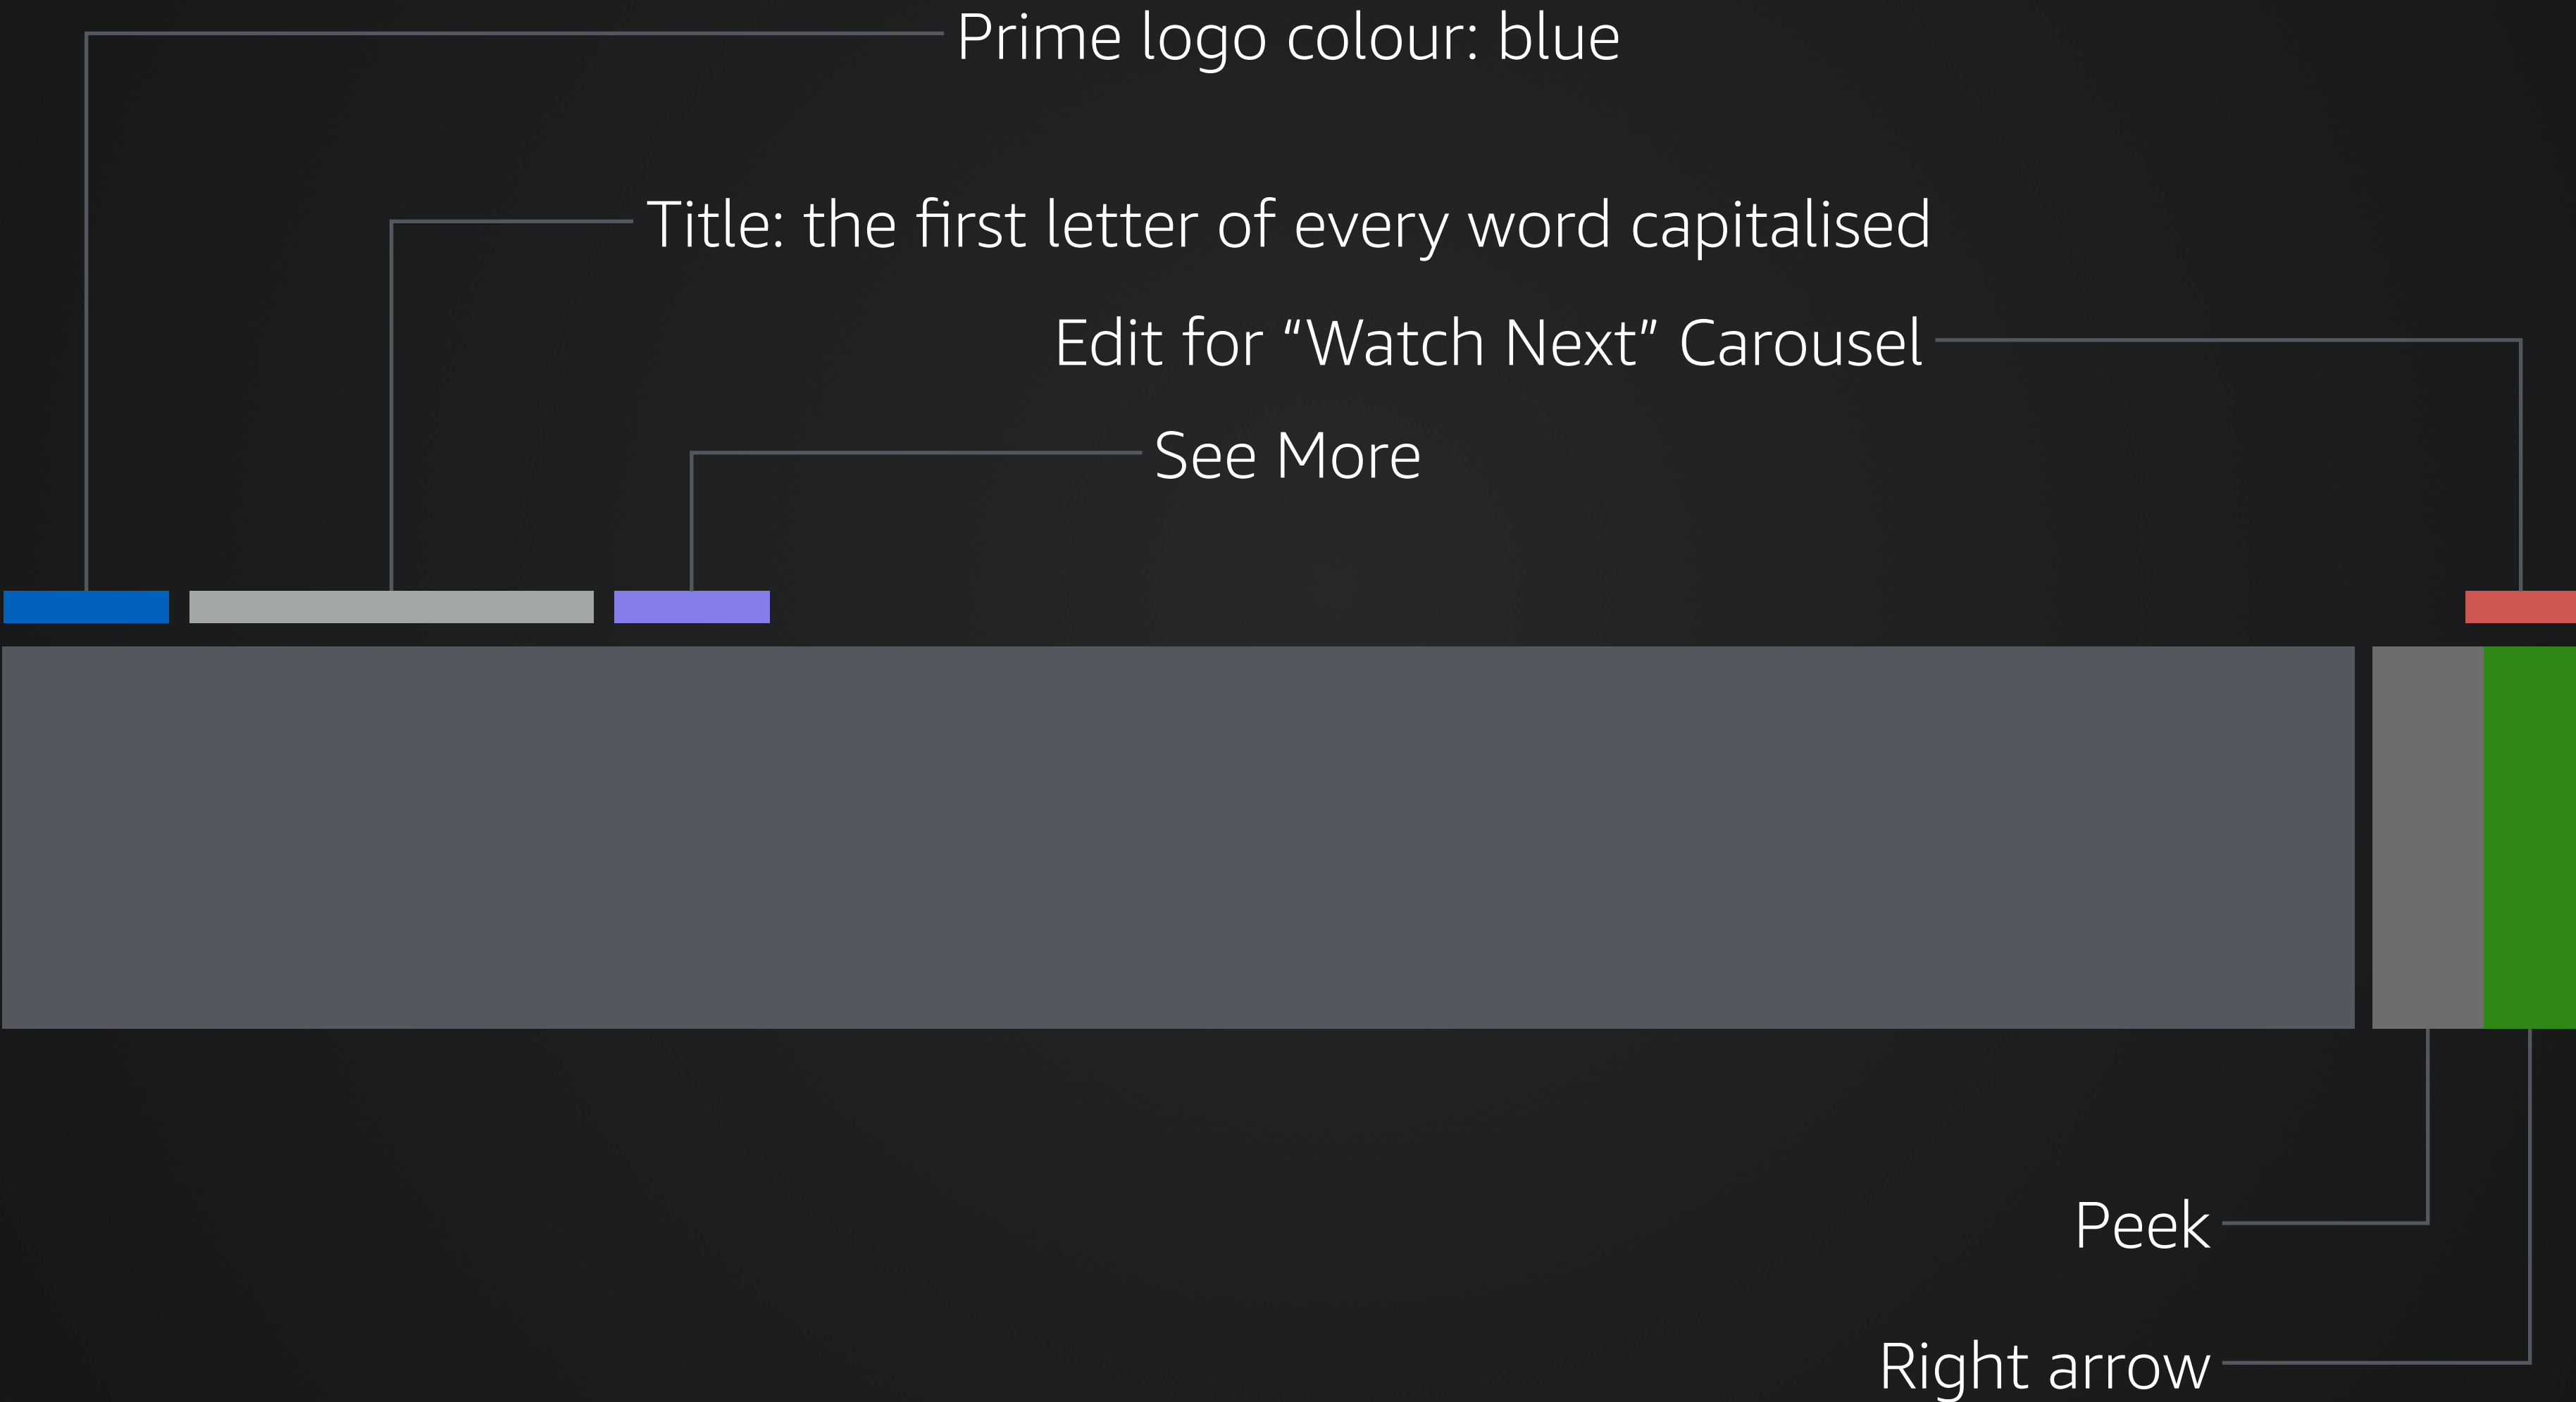 Prime logo colour: blue
Title: the first letter of every word capitalised
Edit for “Watch Next” Carousel
See More
Peek
Right arrow